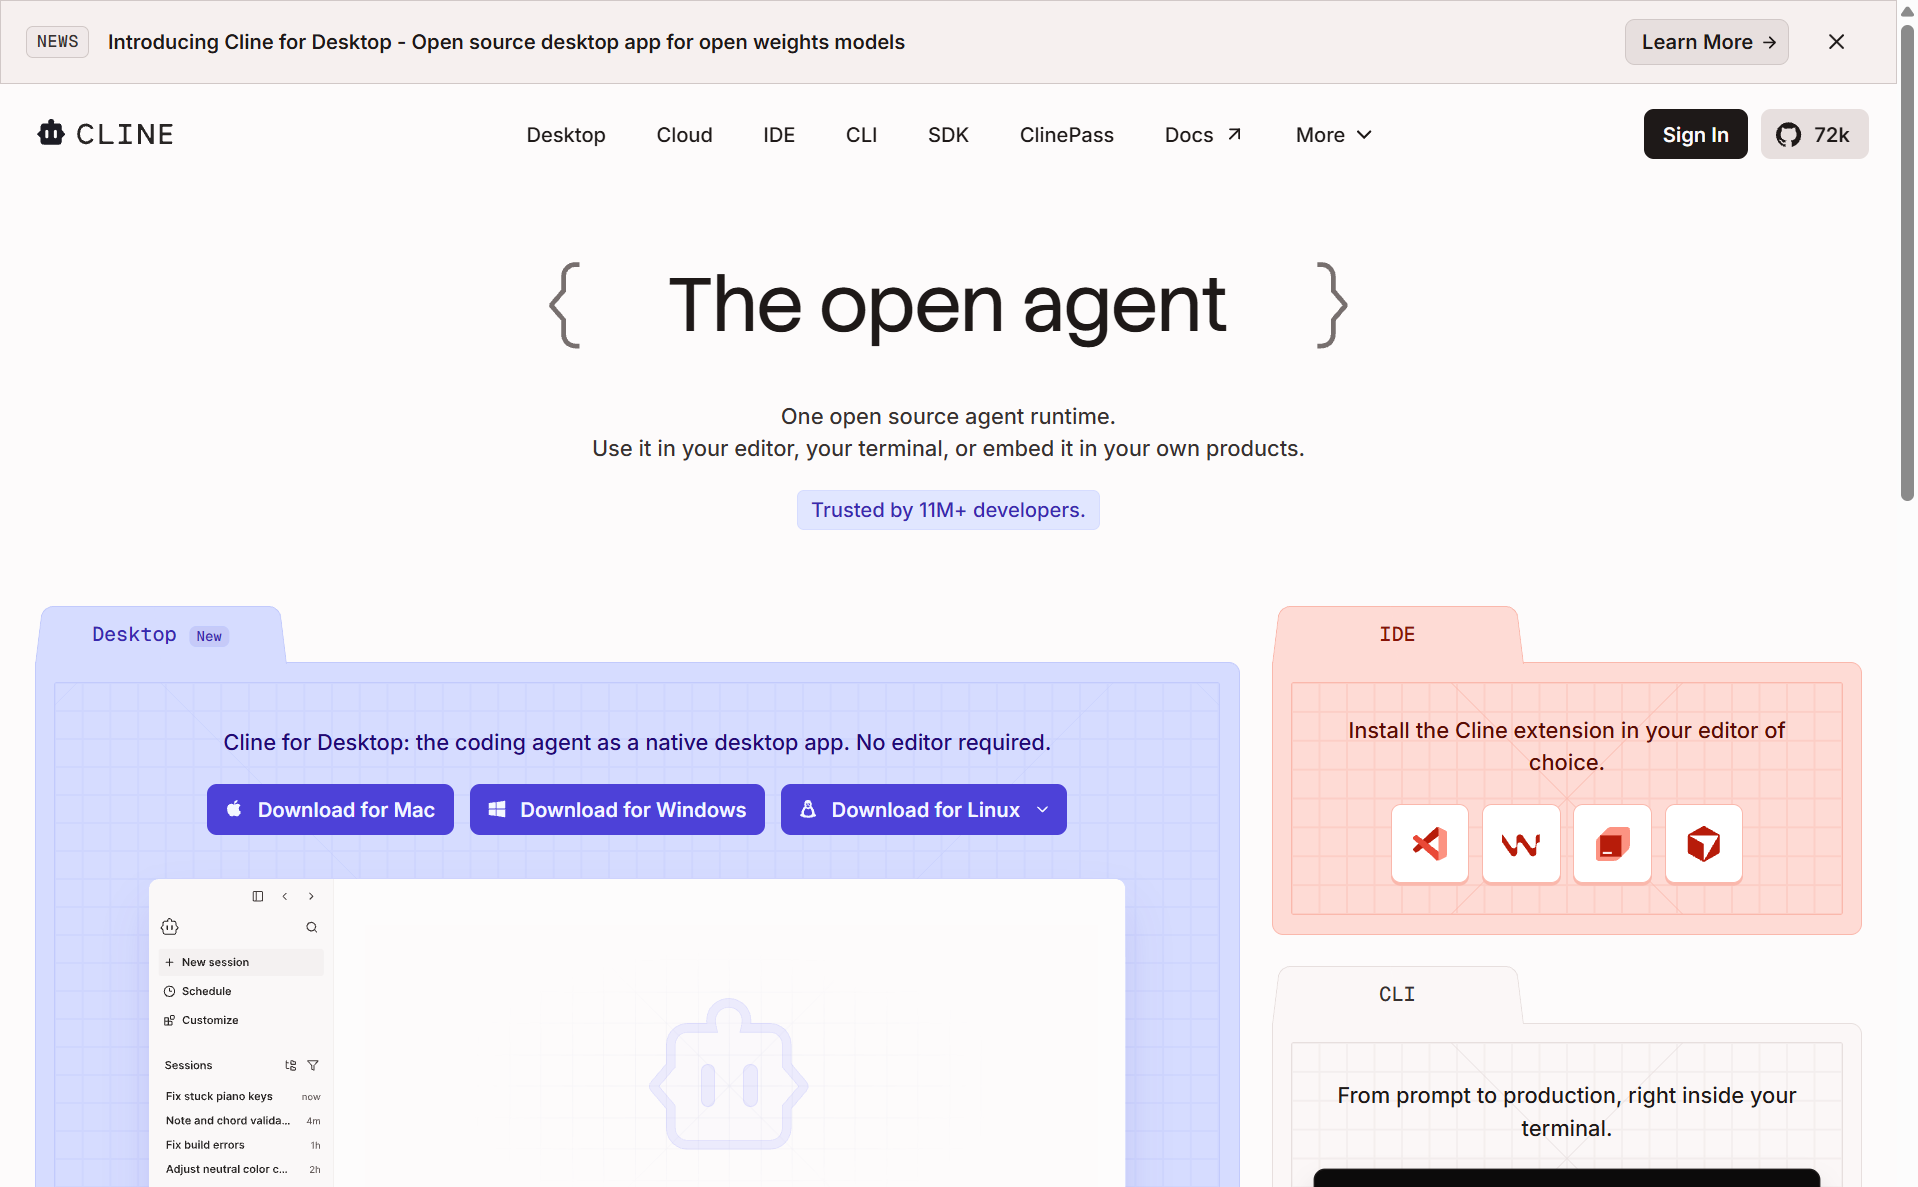 NEWS Introducing Cline for Desktop - Open source desktop app for open weights models Learn More →
CLINE Desktop Cloud IDE CLI SDK ClinePass Docs More Sign In 72k
{ The open agent }
One open source agent runtime.
Use it in your editor, your terminal, or embed it in your own products.
Trusted by 11M+ developers.
Desktop New
Cline for Desktop: the coding agent as a native desktop app. No editor required.
Download for Mac Download for Windows Download for Linux
New session
Schedule
Customize
Sessions
Fix stuck piano keys now
Note and chord valida... 4m
Fix build errors 1h
Adjust neutral color c... 2h
IDE
Install the Cline extension in your editor of
choice.
CLI
From prompt to production, right inside your
terminal.